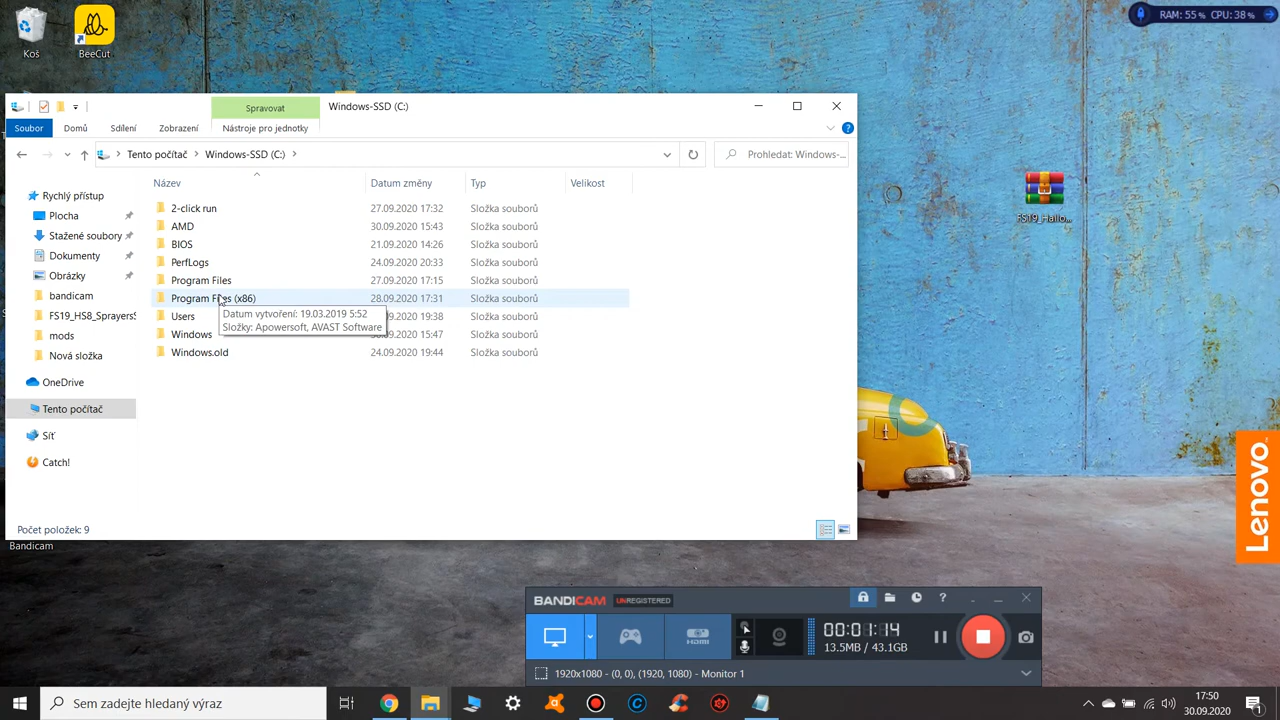 Koš
BeeCut
RAM: 55 % CPU: 38 %
Spravovat
Windows-SSD (C:)
Soubor
Domů
Sdílení
Zobrazení
Nástroje pro jednotky
Tento počítač
Windows-SSD (C:)
Prohledat: Windows-...
Název
Datum změny
Typ
Velikost
Rychlý přístup
Plocha
Stažené soubory
Dokumenty
Obrázky
bandicam
FS19_HS8_SprayersS
mods
Nová složka
OneDrive
Tento počítač
Síť
Catch!
2-click run 27.09.2020 17:32 Složka souborů
AMD 30.09.2020 15:43 Složka souborů
BIOS 21.09.2020 14:26 Složka souborů
PerfLogs 24.09.2020 20:33 Složka souborů
Program Files 27.09.2020 17:15 Složka souborů
Program Files (x86) 28.09.2020 17:31 Složka souborů
Users 19:38 Složka souborů
Windows 15:47 Složka souborů
Windows.old 24.09.2020 19:44 Složka souborů
Datum vytvoření: 19.03.2019 5:52
Složky: Apowersoft, AVAST Software
Počet položek: 9
FS19_Hallo...
Lenovo
Bandicam
BANDICAM UNREGISTERED
HDMI
00:01:14
13.5MB / 43.1GB
1920x1080 - (0, 0), (1920, 1080) - Monitor 1
Sem zadejte hledaný výraz
17:50
30.09.2020
1